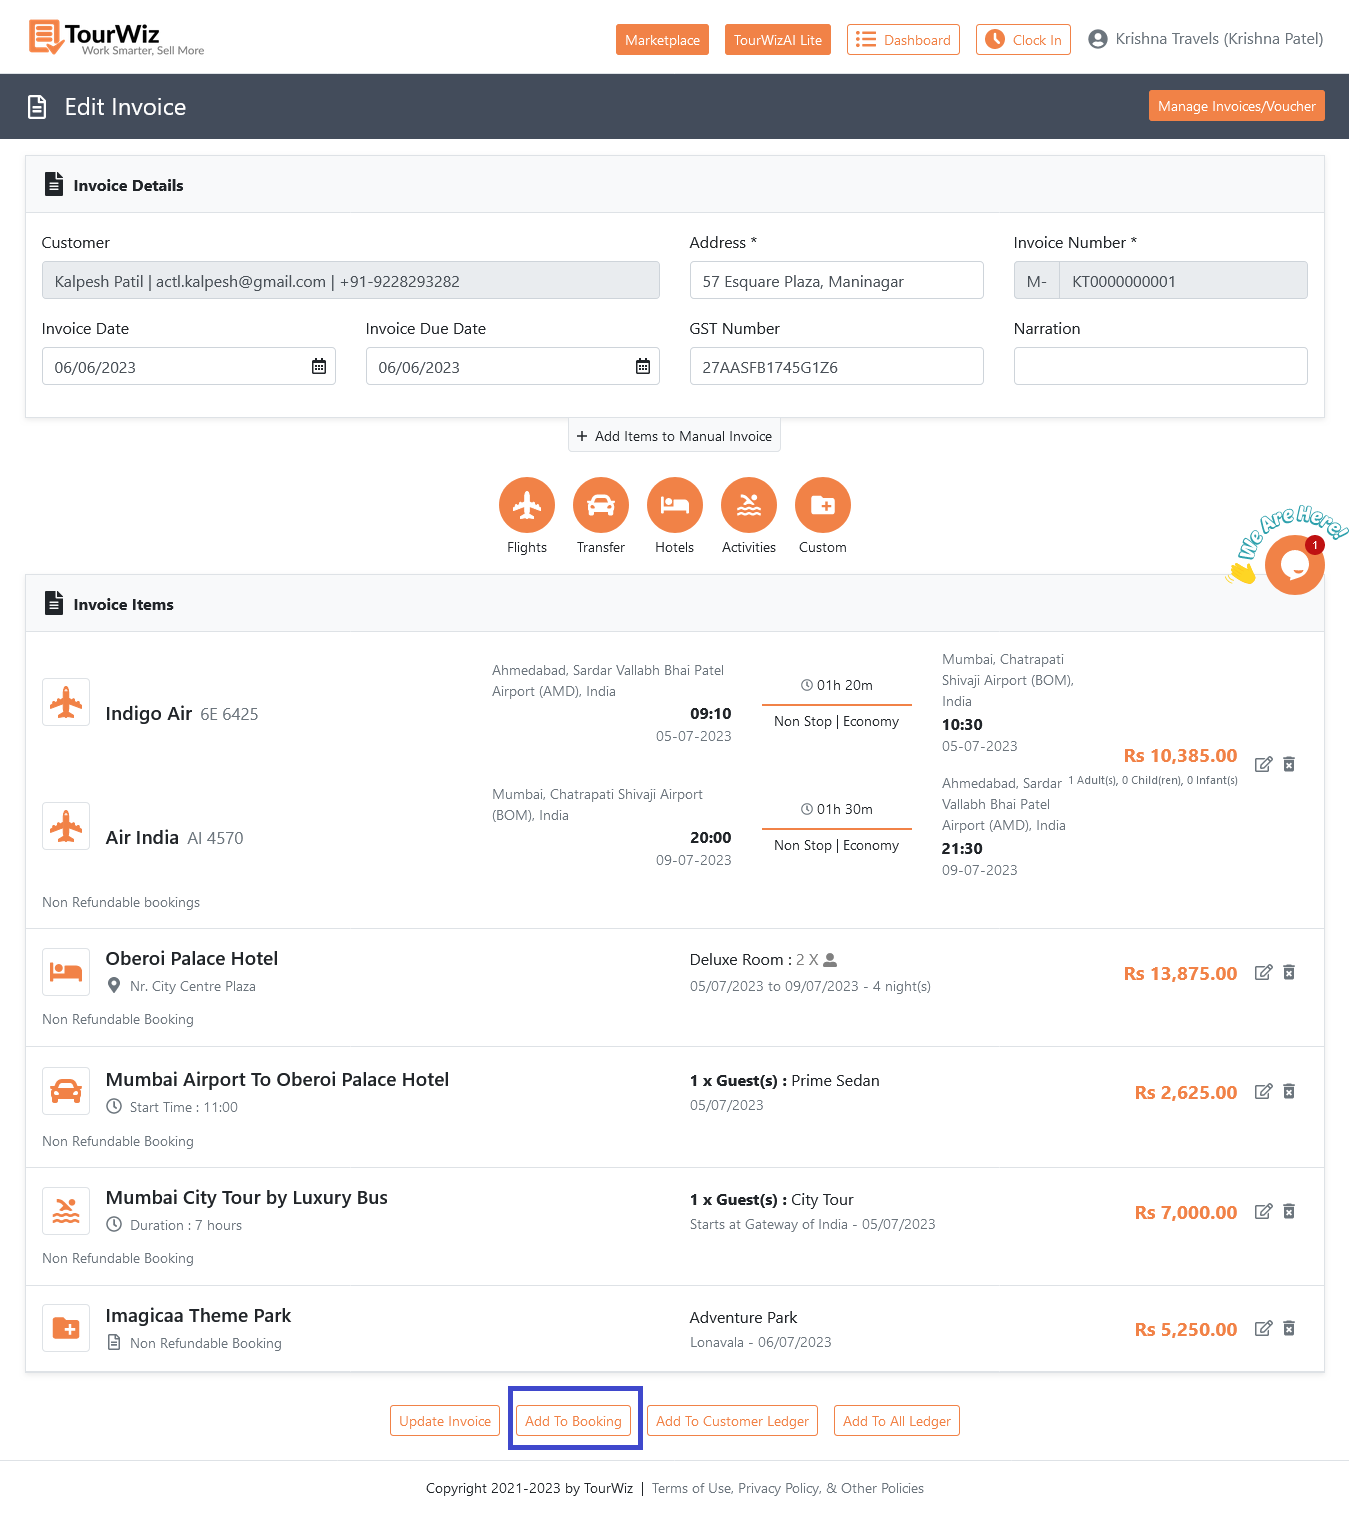 TourWiz
Work Smarter, Sell More
Marketplace
TourWizAI Lite
Dashboard
Clock In
Krishna Travels (Krishna Patel)
Edit Invoice
Manage Invoices/Voucher
Invoice Details
Customer
Address *
Invoice Number *
Kalpesh Patil | actl.kalpesh@gmail.com | +91-9228293282
57 Esquare Plaza, Maninagar
M- KT0000000001
Invoice Date
Invoice Due Date
GST Number
Narration
06/06/2023
06/06/2023
27AASFB1745G1Z6
+ Add Items to Manual Invoice
Flights
Transfer
Hotels
Activities
Custom
We Are Here!
1
Invoice Items
Indigo Air 6E 6425
Ahmedabad, Sardar Vallabh Bhai Patel
Airport (AMD), India
09:10
05-07-2023
01h 20m
Non Stop | Economy
Mumbai, Chatrapati
Shivaji Airport (BOM),
India
10:30
05-07-2023
Air India AI 4570
Mumbai, Chatrapati Shivaji Airport
(BOM), India
20:00
09-07-2023
01h 30m
Non Stop | Economy
Ahmedabad, Sardar
Vallabh Bhai Patel
Airport (AMD), India
21:30
09-07-2023
Rs 10,385.00
1 Adult(s), 0 Child(ren), 0 Infant(s)
Non Refundable bookings
Oberoi Palace Hotel
Nr. City Centre Plaza
Deluxe Room : 2 X
05/07/2023 to 09/07/2023 - 4 night(s)
Rs 13,875.00
Non Refundable Booking
Mumbai Airport To Oberoi Palace Hotel
Start Time : 11:00
1 x Guest(s) : Prime Sedan
05/07/2023
Rs 2,625.00
Non Refundable Booking
Mumbai City Tour by Luxury Bus
Duration : 7 hours
1 x Guest(s) : City Tour
Starts at Gateway of India - 05/07/2023
Rs 7,000.00
Non Refundable Booking
Imagicaa Theme Park
Non Refundable Booking
Adventure Park
Lonavala - 06/07/2023
Rs 5,250.00
Update Invoice
Add To Booking
Add To Customer Ledger
Add To All Ledger
Copyright 2021-2023 by TourWiz | Terms of Use, Privacy Policy, & Other Policies